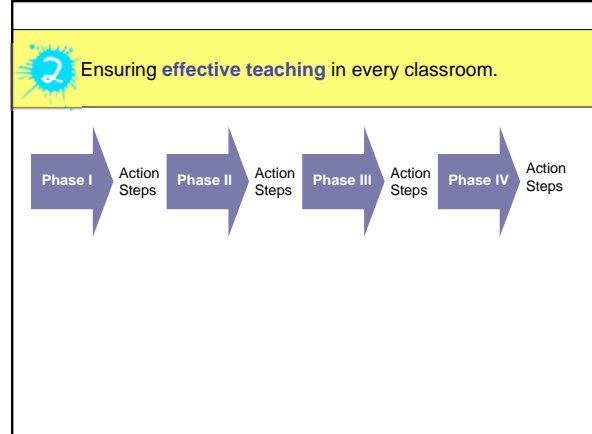 2 Ensuring effective teaching in every classroom.
Phase I
Action
Steps
Phase II
Action
Steps
Phase III
Action
Steps
Phase IV
Action
Steps